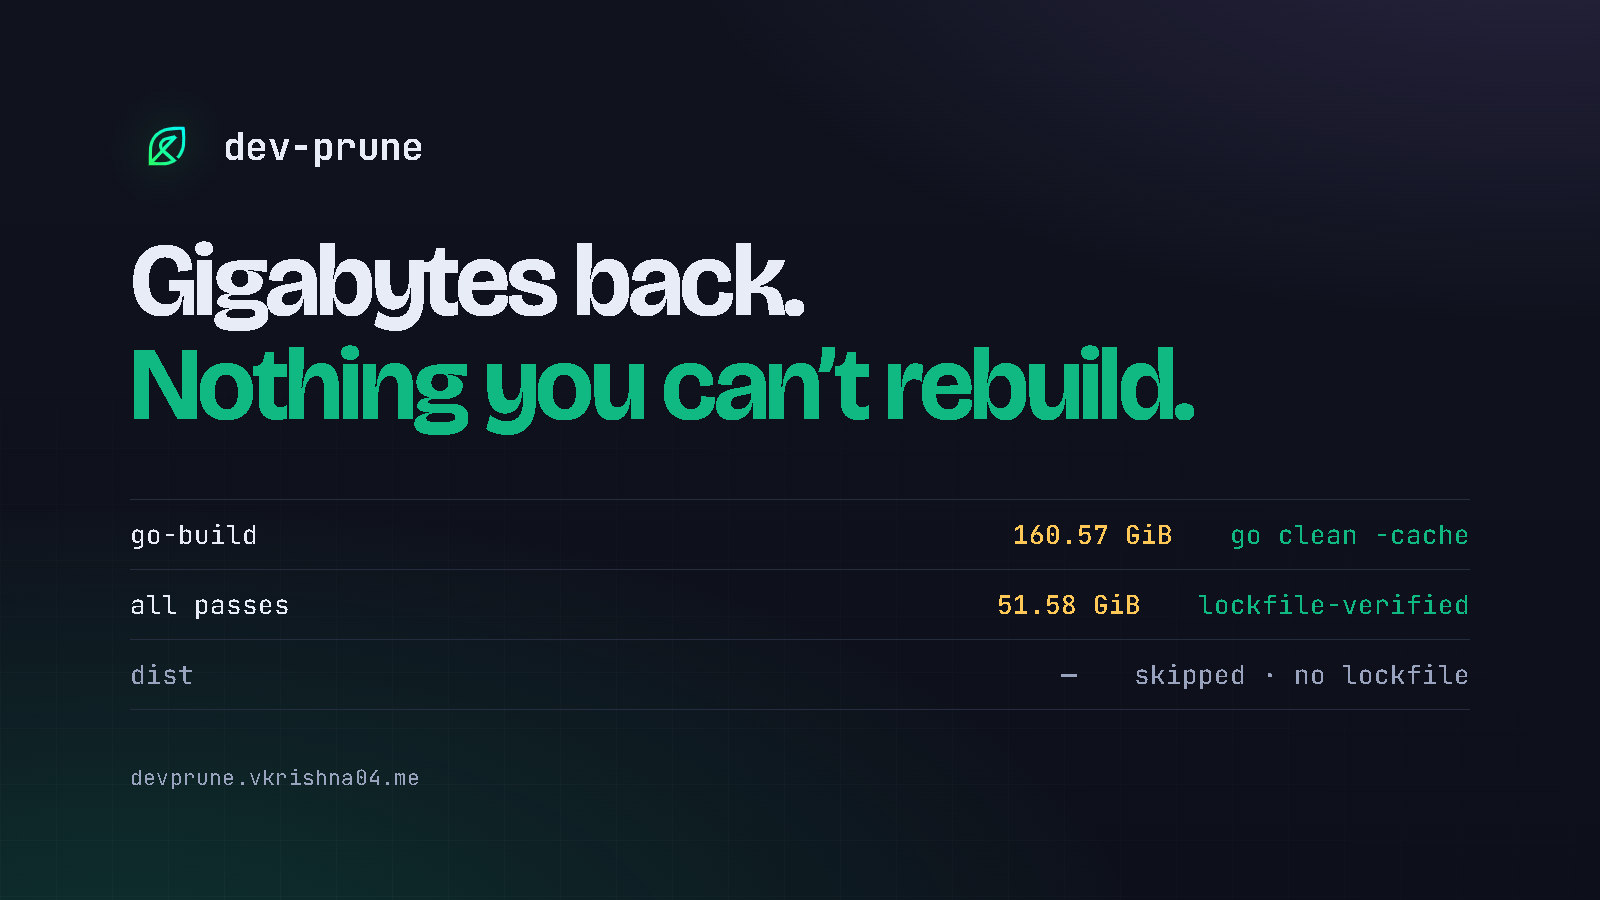 dev-prune
Gigabytes back.
Nothing you can’t rebuild.
go-build 160.57 GiB go clean -cache
all passes 51.58 GiB lockfile-verified
dist — skipped · no lockfile
devprune.vkrishna04.me